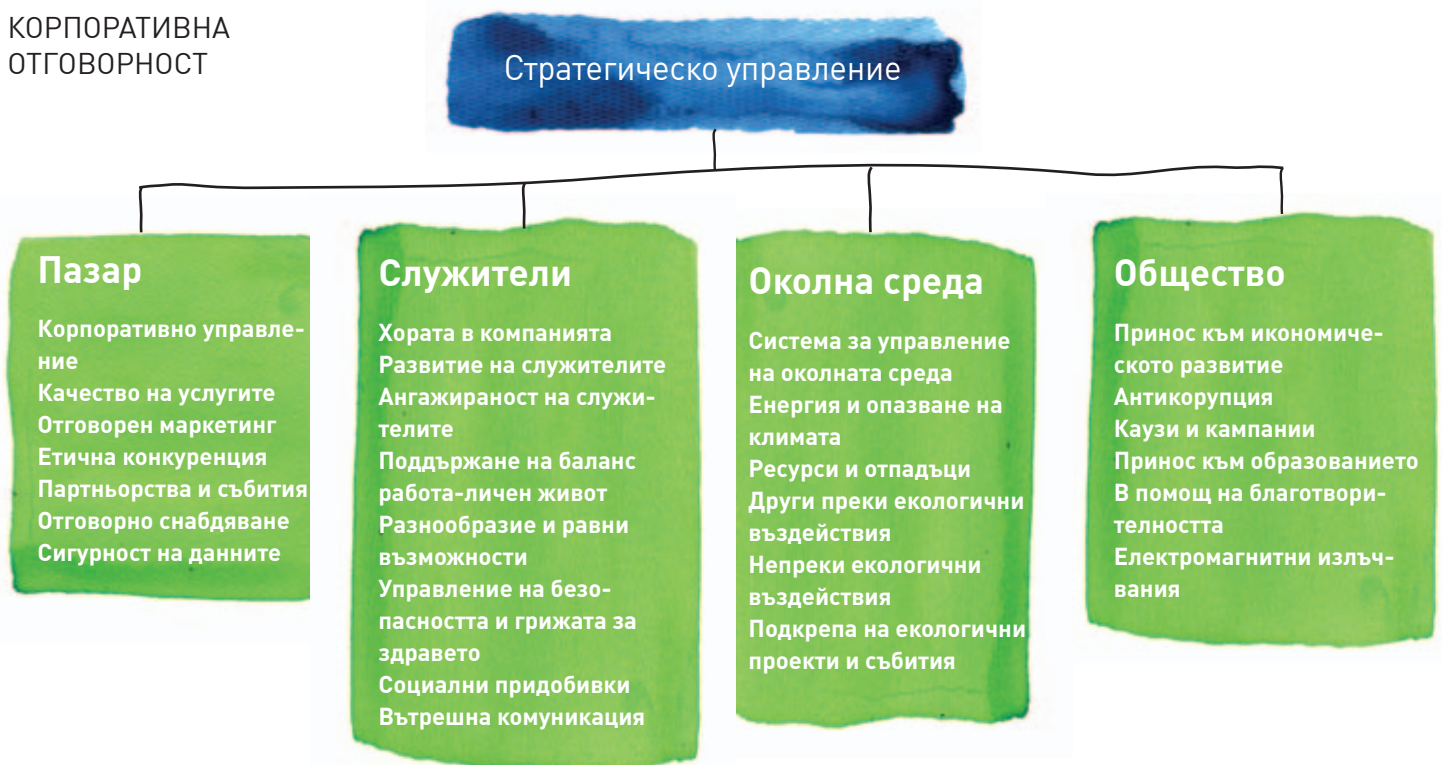 КОРПОРАТИВНА
ОТГОВОРНОСТ
Стратегическо управление
Пазар
Корпоративно управле-
ние
Качество на услугите
Отговорен маркетинг
Етична конкуренция
Партньорства и събития
Отговорно снабдяване
Сигурност на данните
Служители
Хората в компанията
Развитие на служителите
Ангажираност на служи-
телите
Поддържане на баланс
работа-личен живот
Разнообразие и равни
възможности
Управление на безо-
пасността и грижата за
здравето
Социални придобивки
Вътрешна комуникация
Околна среда
Система за управление
на околната среда
Енергия и опазване на
климата
Ресурси и отпадъци
Други преки екологични
въздействия
Непреки екологични
въздействия
Подкрепа на екологични
проекти и събития
Общество
Принос към икономиче-
ското развитие
Антикорупция
Каузи и кампании
Принос към образованието
В помощ на благотвори-
телността
Електромагнитни излъч-
вания